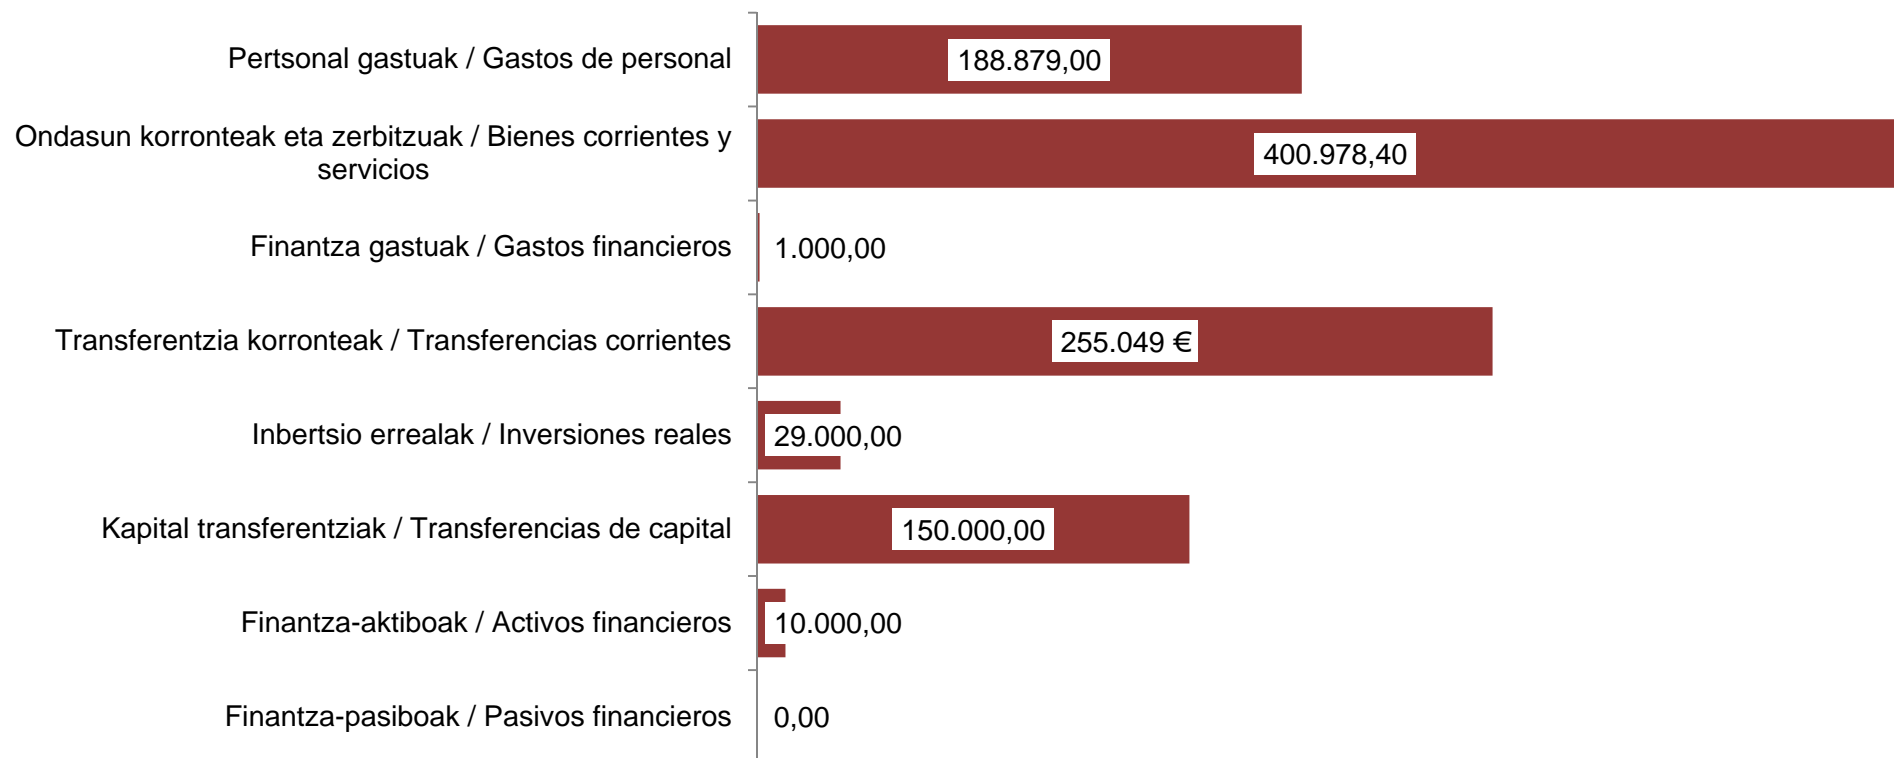 Pertsonal gastuak / Gastos de personal
188.879,00
Ondasun korronteak eta zerbitzuak / Bienes corrientes y
servicios
400.978,40
Finantza gastuak / Gastos financieros
1.000,00
Transferentzia korronteak / Transferencias corrientes
255.049 €
Inbertsio errealak / Inversiones reales
29.000,00
Kapital transferentziak / Transferencias de capital
150.000,00
Finantza-aktiboak / Activos financieros
10.000,00
Finantza-pasiboak / Pasivos financieros
0,00